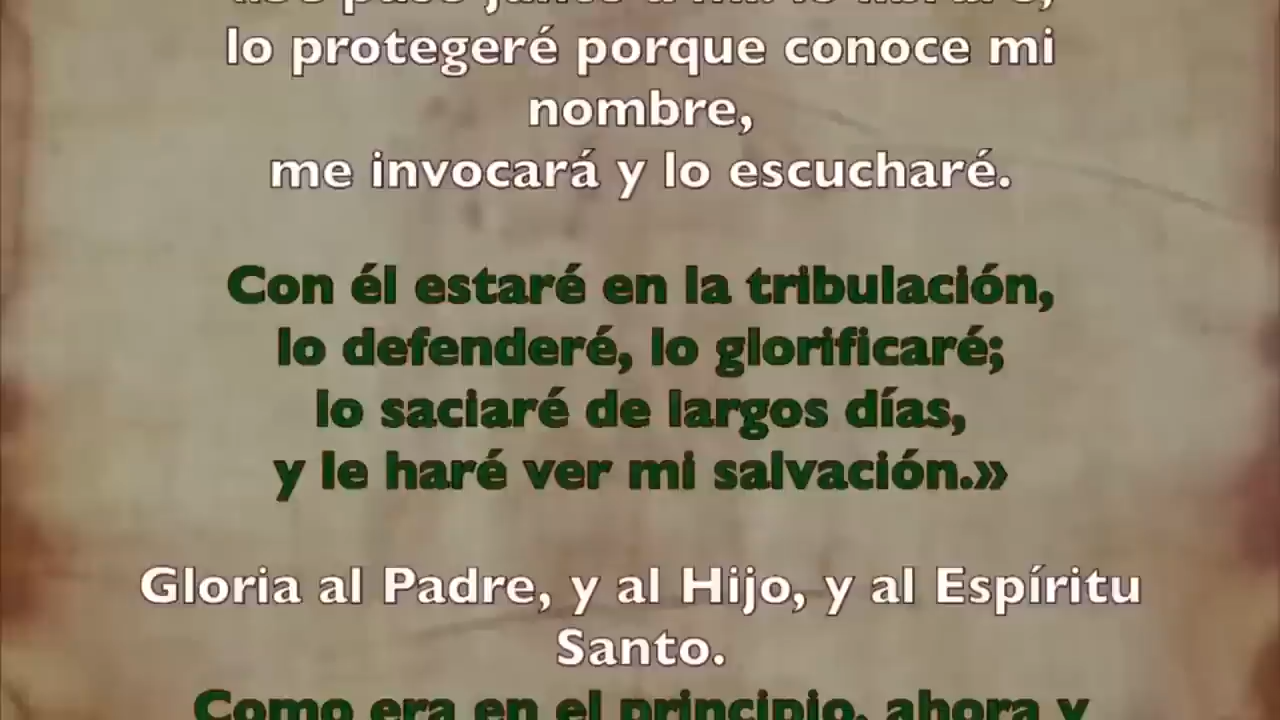 lo protegeré porque conoce mi
nombre,
me invocará y lo escucharé.
Con él estaré en la tribulación,
lo defenderé, lo glorificaré;
lo saciaré de largos días,
y le haré ver mi salvación.»
Gloria al Padre, y al Hijo, y al Espíritu
Santo.
Como era en el principio, ahora y